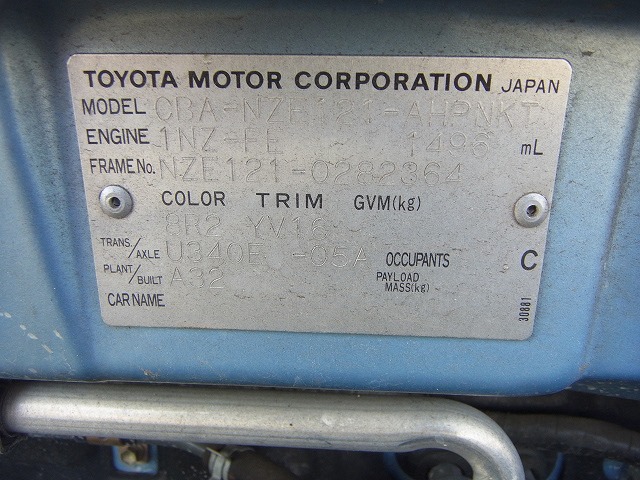 TOYOTA MOTOR CORPORATION JAPAN
MODEL CBA-NZE121-AHPNKT
ENGINE 1NZ-FE 1496 mL
FRAME No. NZE121-0282364
COLOR TRIM GVM(kg)
8R2 YV16
TRANS./AXLE U340E -05A OCCUPANTS
PLANT/BUILT A32 PAYLOAD MASS(kg) C
CAR NAME
30881